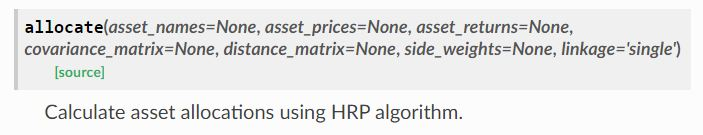 allocate(asset_names=None, asset_prices=None, asset_returns=None,
covariance_matrix=None, distance_matrix=None, side_weights=None, linkage='single')
[source]
Calculate asset allocations using HRP algorithm.